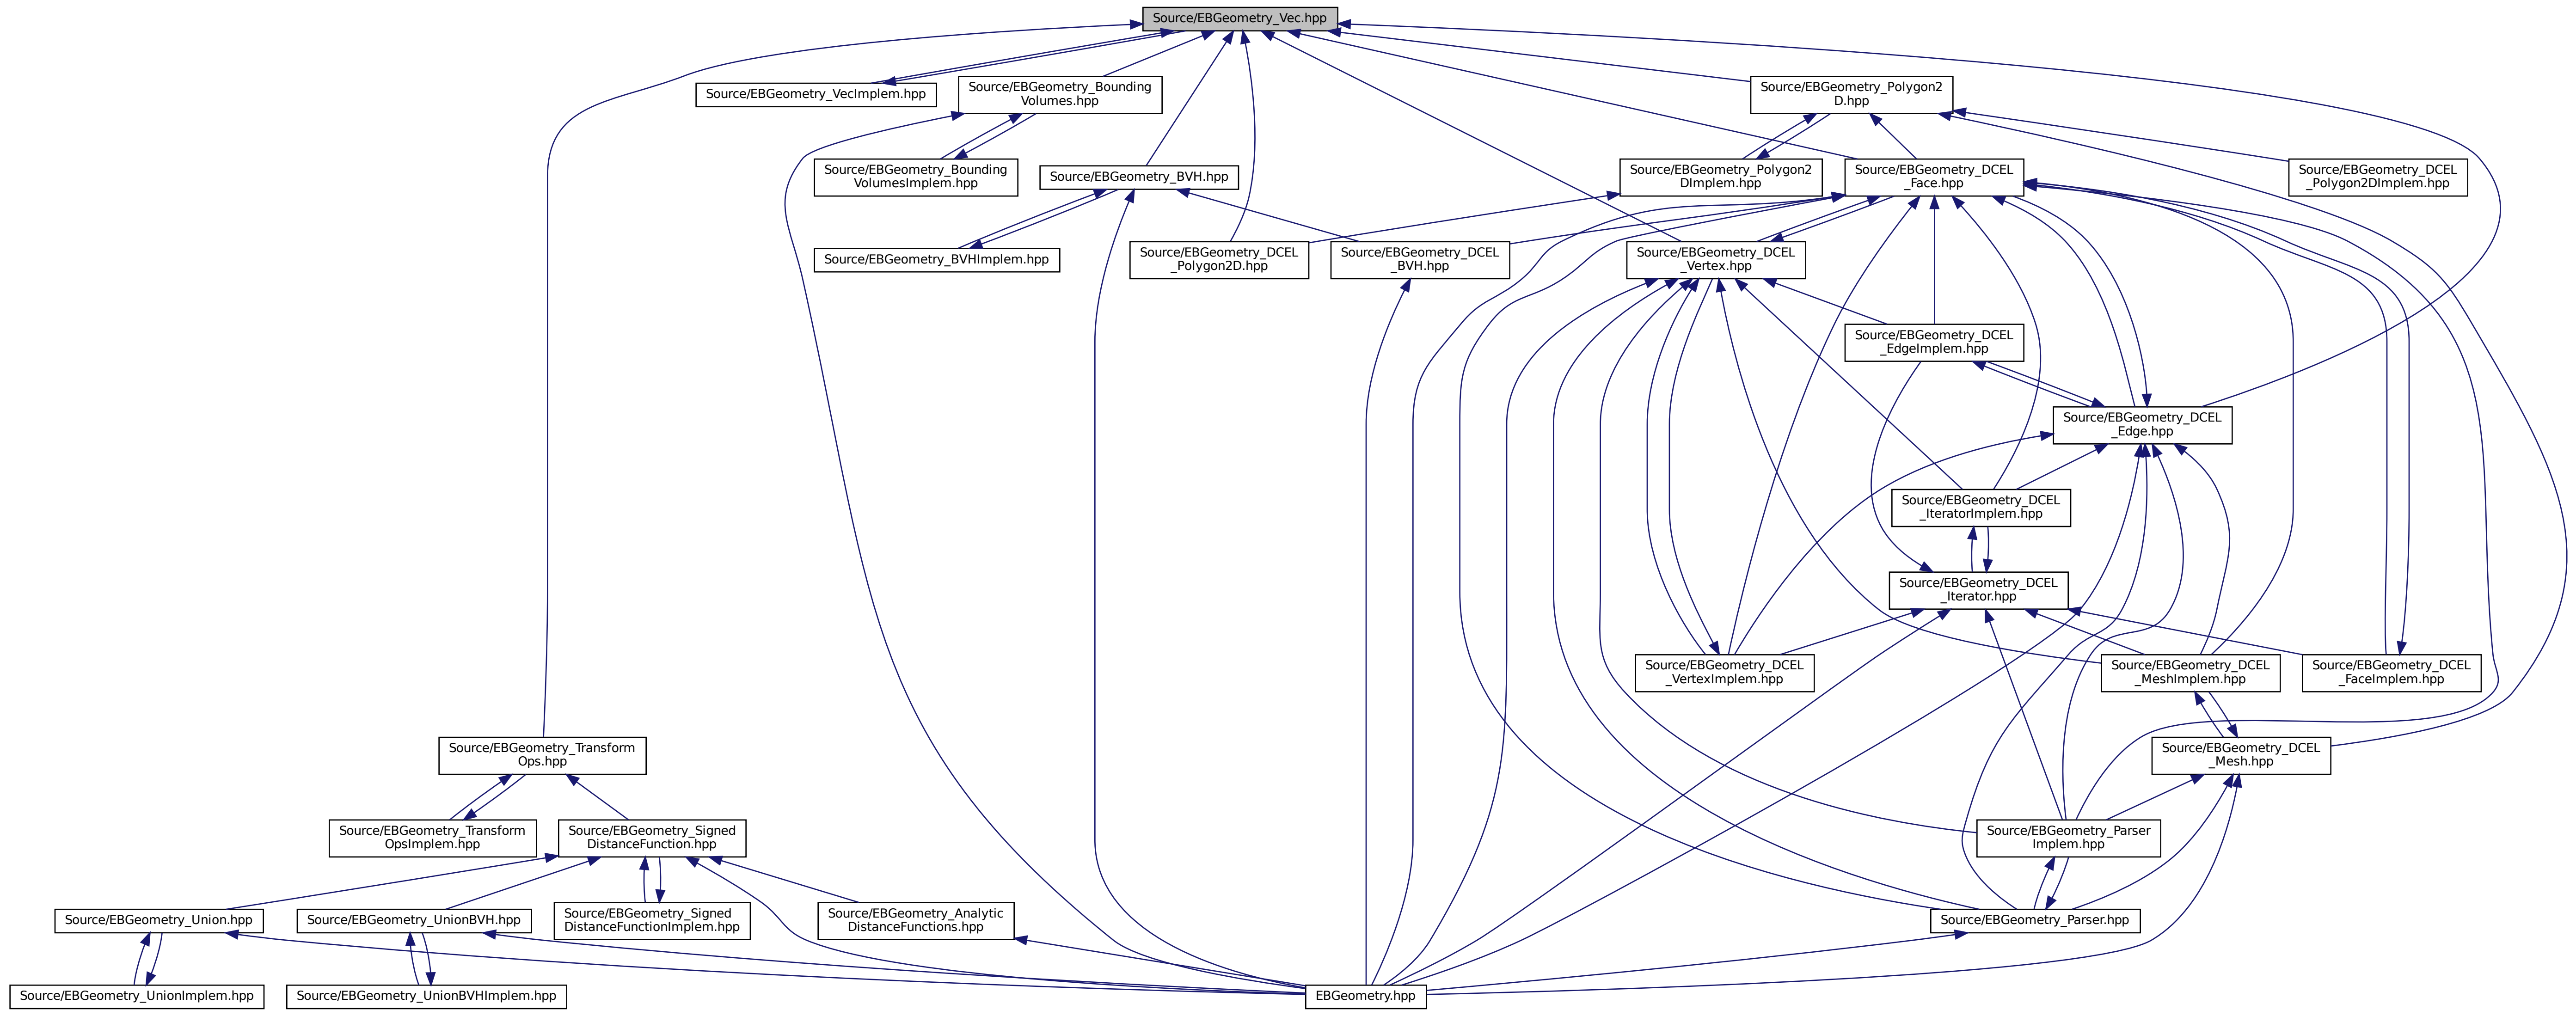 Source/EBGeometry_Vec.hpp
Source/EBGeometry_VecImplem.hpp
Source/EBGeometry_Bounding
Volumes.hpp
Source/EBGeometry_Polygon2
D.hpp
Source/EBGeometry_Bounding
VolumesImplem.hpp
Source/EBGeometry_BVH.hpp
Source/EBGeometry_Polygon2
DImplem.hpp
Source/EBGeometry_DCEL
_Face.hpp
Source/EBGeometry_DCEL
_Polygon2DImplem.hpp
Source/EBGeometry_BVHImplem.hpp
Source/EBGeometry_DCEL
_Polygon2D.hpp
Source/EBGeometry_DCEL
_BVH.hpp
Source/EBGeometry_DCEL
_Vertex.hpp
Source/EBGeometry_DCEL
_EdgeImplem.hpp
Source/EBGeometry_DCEL
_Edge.hpp
Source/EBGeometry_DCEL
_IteratorImplem.hpp
Source/EBGeometry_DCEL
_Iterator.hpp
Source/EBGeometry_DCEL
_VertexImplem.hpp
Source/EBGeometry_DCEL
_MeshImplem.hpp
Source/EBGeometry_DCEL
_FaceImplem.hpp
Source/EBGeometry_Transform
Ops.hpp
Source/EBGeometry_DCEL
_Mesh.hpp
Source/EBGeometry_Transform
OpsImplem.hpp
Source/EBGeometry_Signed
DistanceFunction.hpp
Source/EBGeometry_Parser
Implem.hpp
Source/EBGeometry_Union.hpp
Source/EBGeometry_UnionBVH.hpp
Source/EBGeometry_Signed
DistanceFunctionImplem.hpp
Source/EBGeometry_Analytic
DistanceFunctions.hpp
Source/EBGeometry_Parser.hpp
Source/EBGeometry_UnionImplem.hpp
Source/EBGeometry_UnionBVHImplem.hpp
EBGeometry.hpp